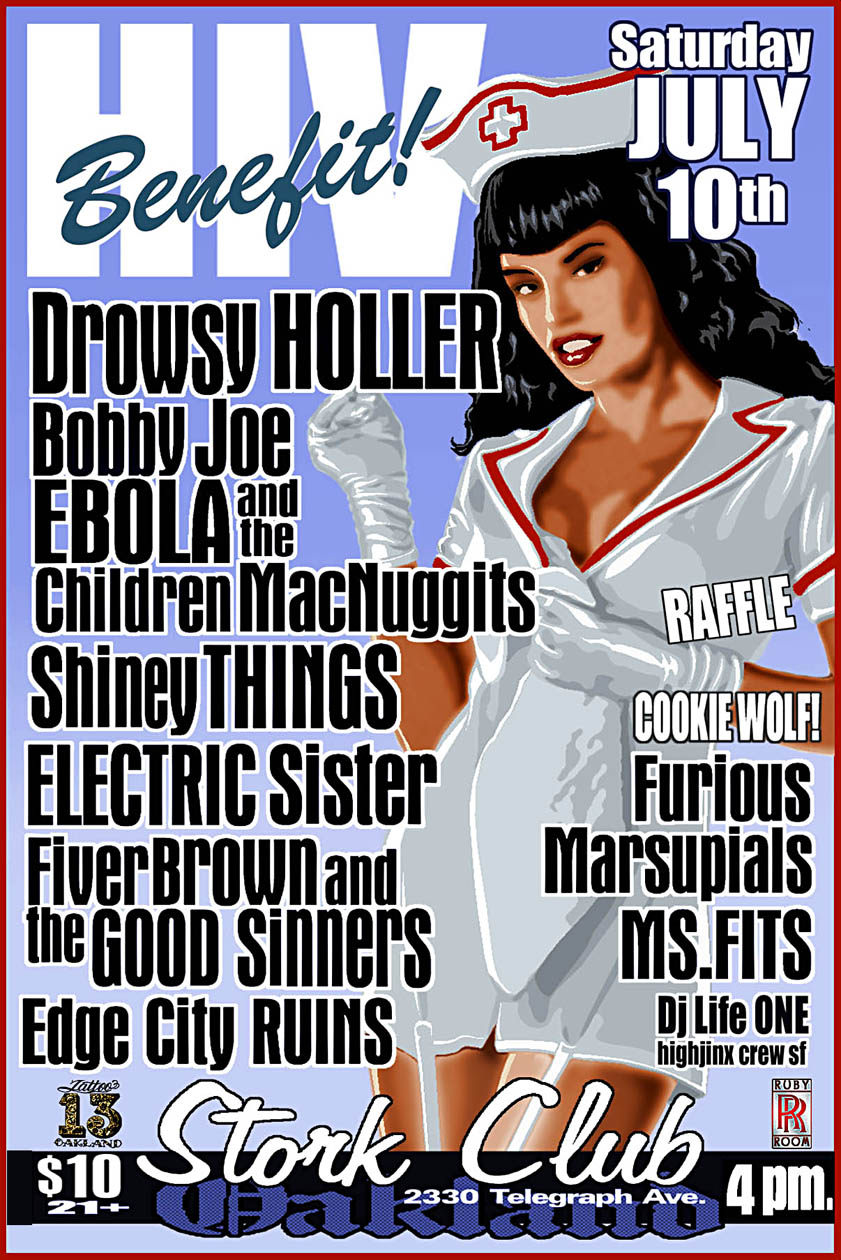 HIV
Benefit!
Saturday
JULY
10th
Drowsy HOLLER
Bobby Joe
EBOLA and the
Children MacNuggits
Shiney THINGS
ELECTRIC Sister
Fiver Brown and
the GOOD Sinners
Edge City RUINS
RAFFLE
COOKIE WOLF!
Furious
Marsupials
MS.FITS
Dj Life ONE
highjinx crew sf
Tattoos
13
OAKLAND
RUBY
R R
ROOM
Stork Club
$10
21+
2330 Telegraph Ave.
Oakland
4 pm.